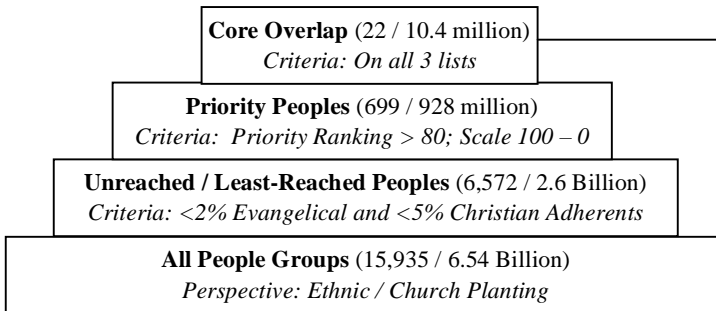 Core Overlap (22 / 10.4 million)
Criteria: On all 3 lists
Priority Peoples (699 / 928 million)
Criteria: Priority Ranking > 80; Scale 100 – 0
Unreached / Least-Reached Peoples (6,572 / 2.6 Billion)
Criteria: <2% Evangelical and <5% Christian Adherents
All People Groups (15,935 / 6.54 Billion)
Perspective: Ethnic / Church Planting